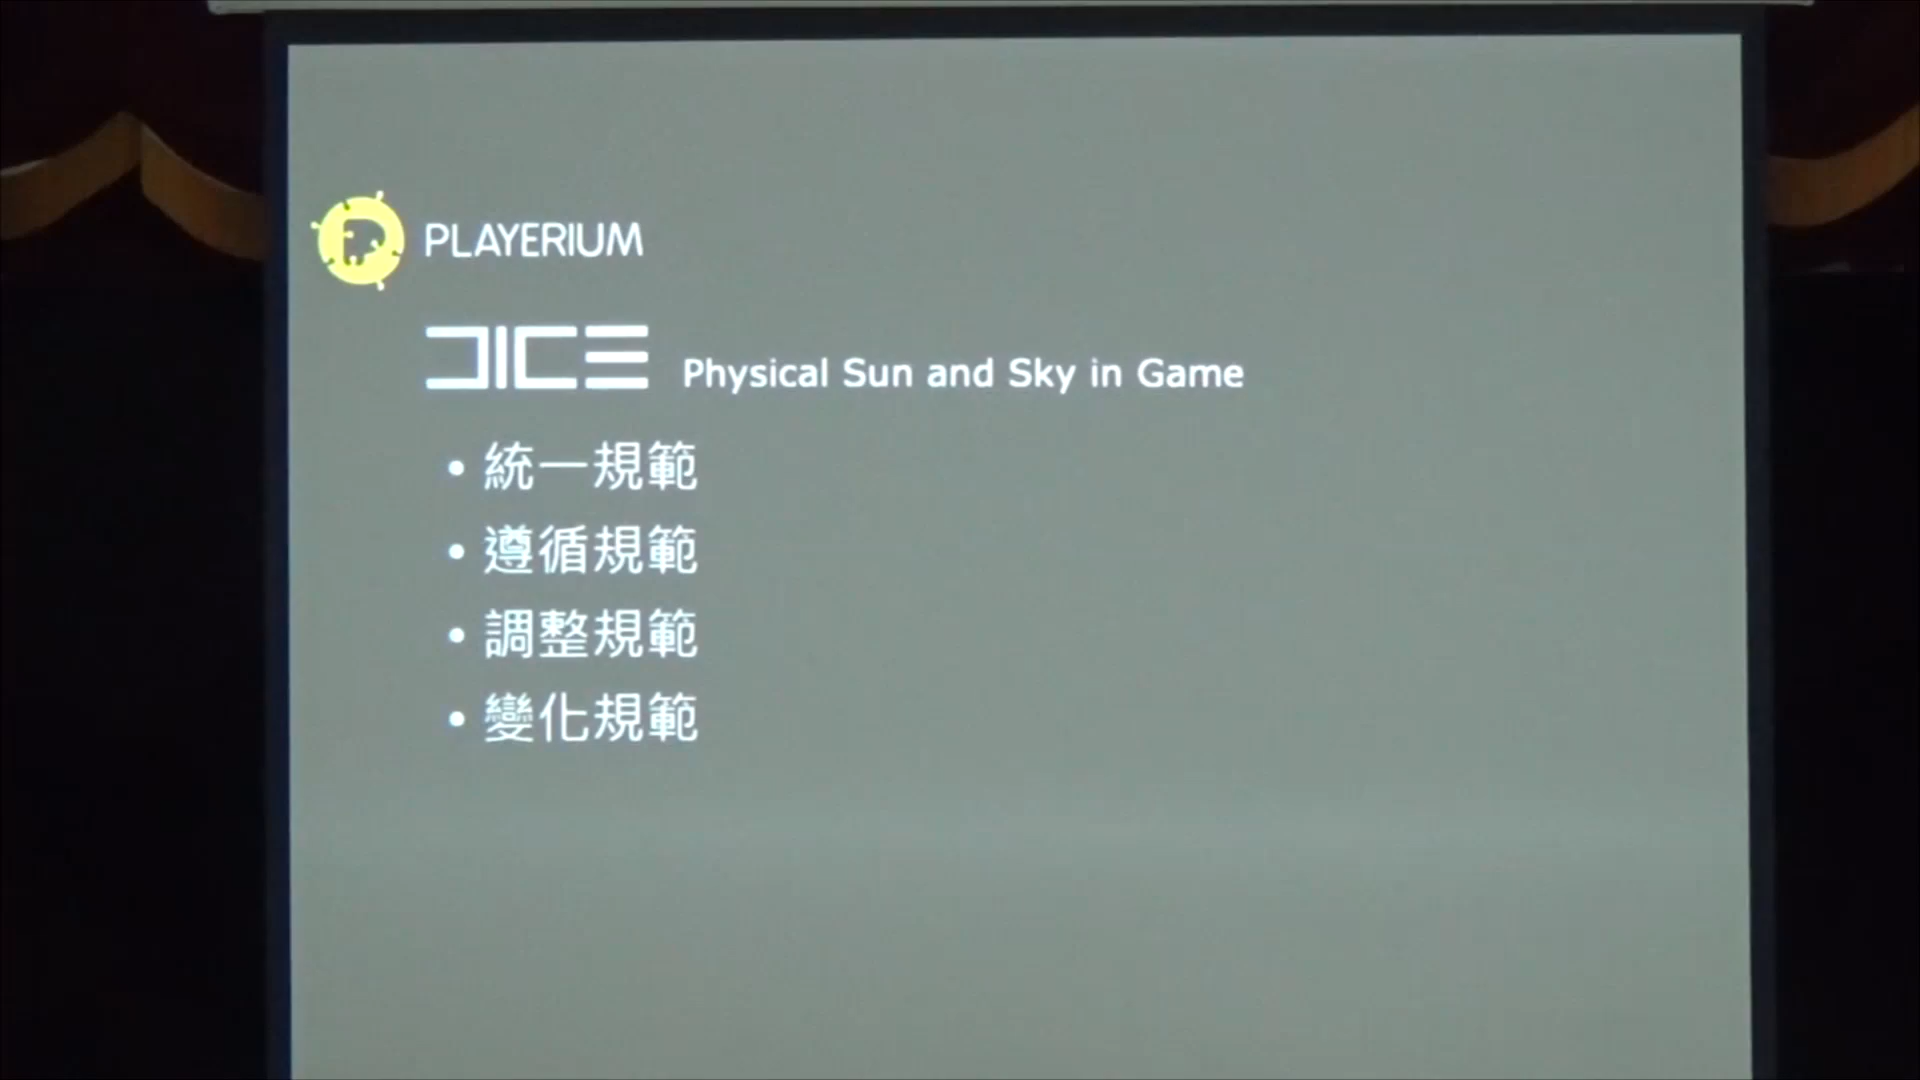 PLAYERIUM
DICE Physical Sun and Sky in Game
• 統一規範
• 遵循規範
• 調整規範
• 變化規範